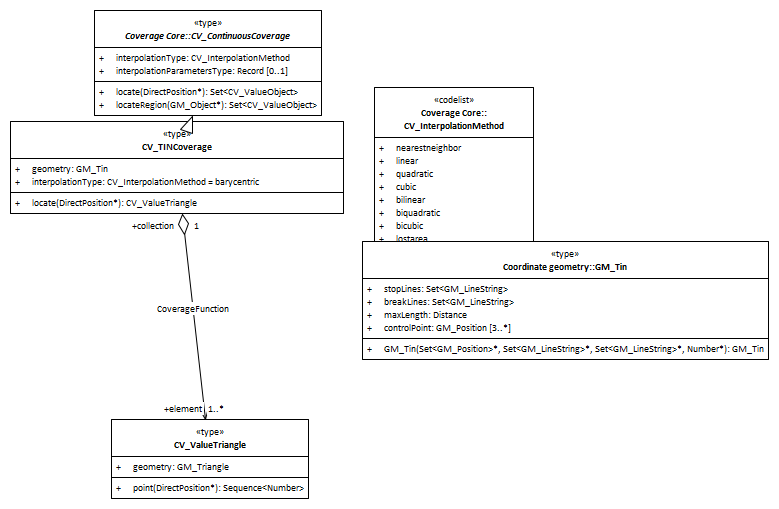 «type»
Coverage Core::CV_ContinuousCoverage
+ interpolationType: CV_InterpolationMethod
+ interpolationParametersType: Record [0..1]
+ locate(DirectPosition*): Set<CV_ValueObject>
+ locateRegion(GM_Object*): Set<CV_ValueObject>
«type»
CV_TINCoverage
+ geometry: GM_Tin
+ interpolationType: CV_InterpolationMethod = barycentric
+ locate(DirectPosition*): CV_ValueTriangle
«codelist»
Coverage Core::
CV_InterpolationMethod
+ nearestneighbor
+ linear
+ quadratic
+ cubic
+ bilinear
+ biquadratic
+ bicubic
+ lostarea
«type»
Coordinate geometry::GM_Tin
+ stopLines: Set<GM_LineString>
+ breakLines: Set<GM_LineString>
+ maxLength: Distance
+ controlPoint: GM_Position [3..*]
+ GM_Tin(Set<GM_Position>*, Set<GM_LineString>*, Set<GM_LineString>*, Number*): GM_Tin
+collection 1
CoverageFunction
+element 1..*
«type»
CV_ValueTriangle
+ geometry: GM_Triangle
+ point(DirectPosition*): Sequence<Number>